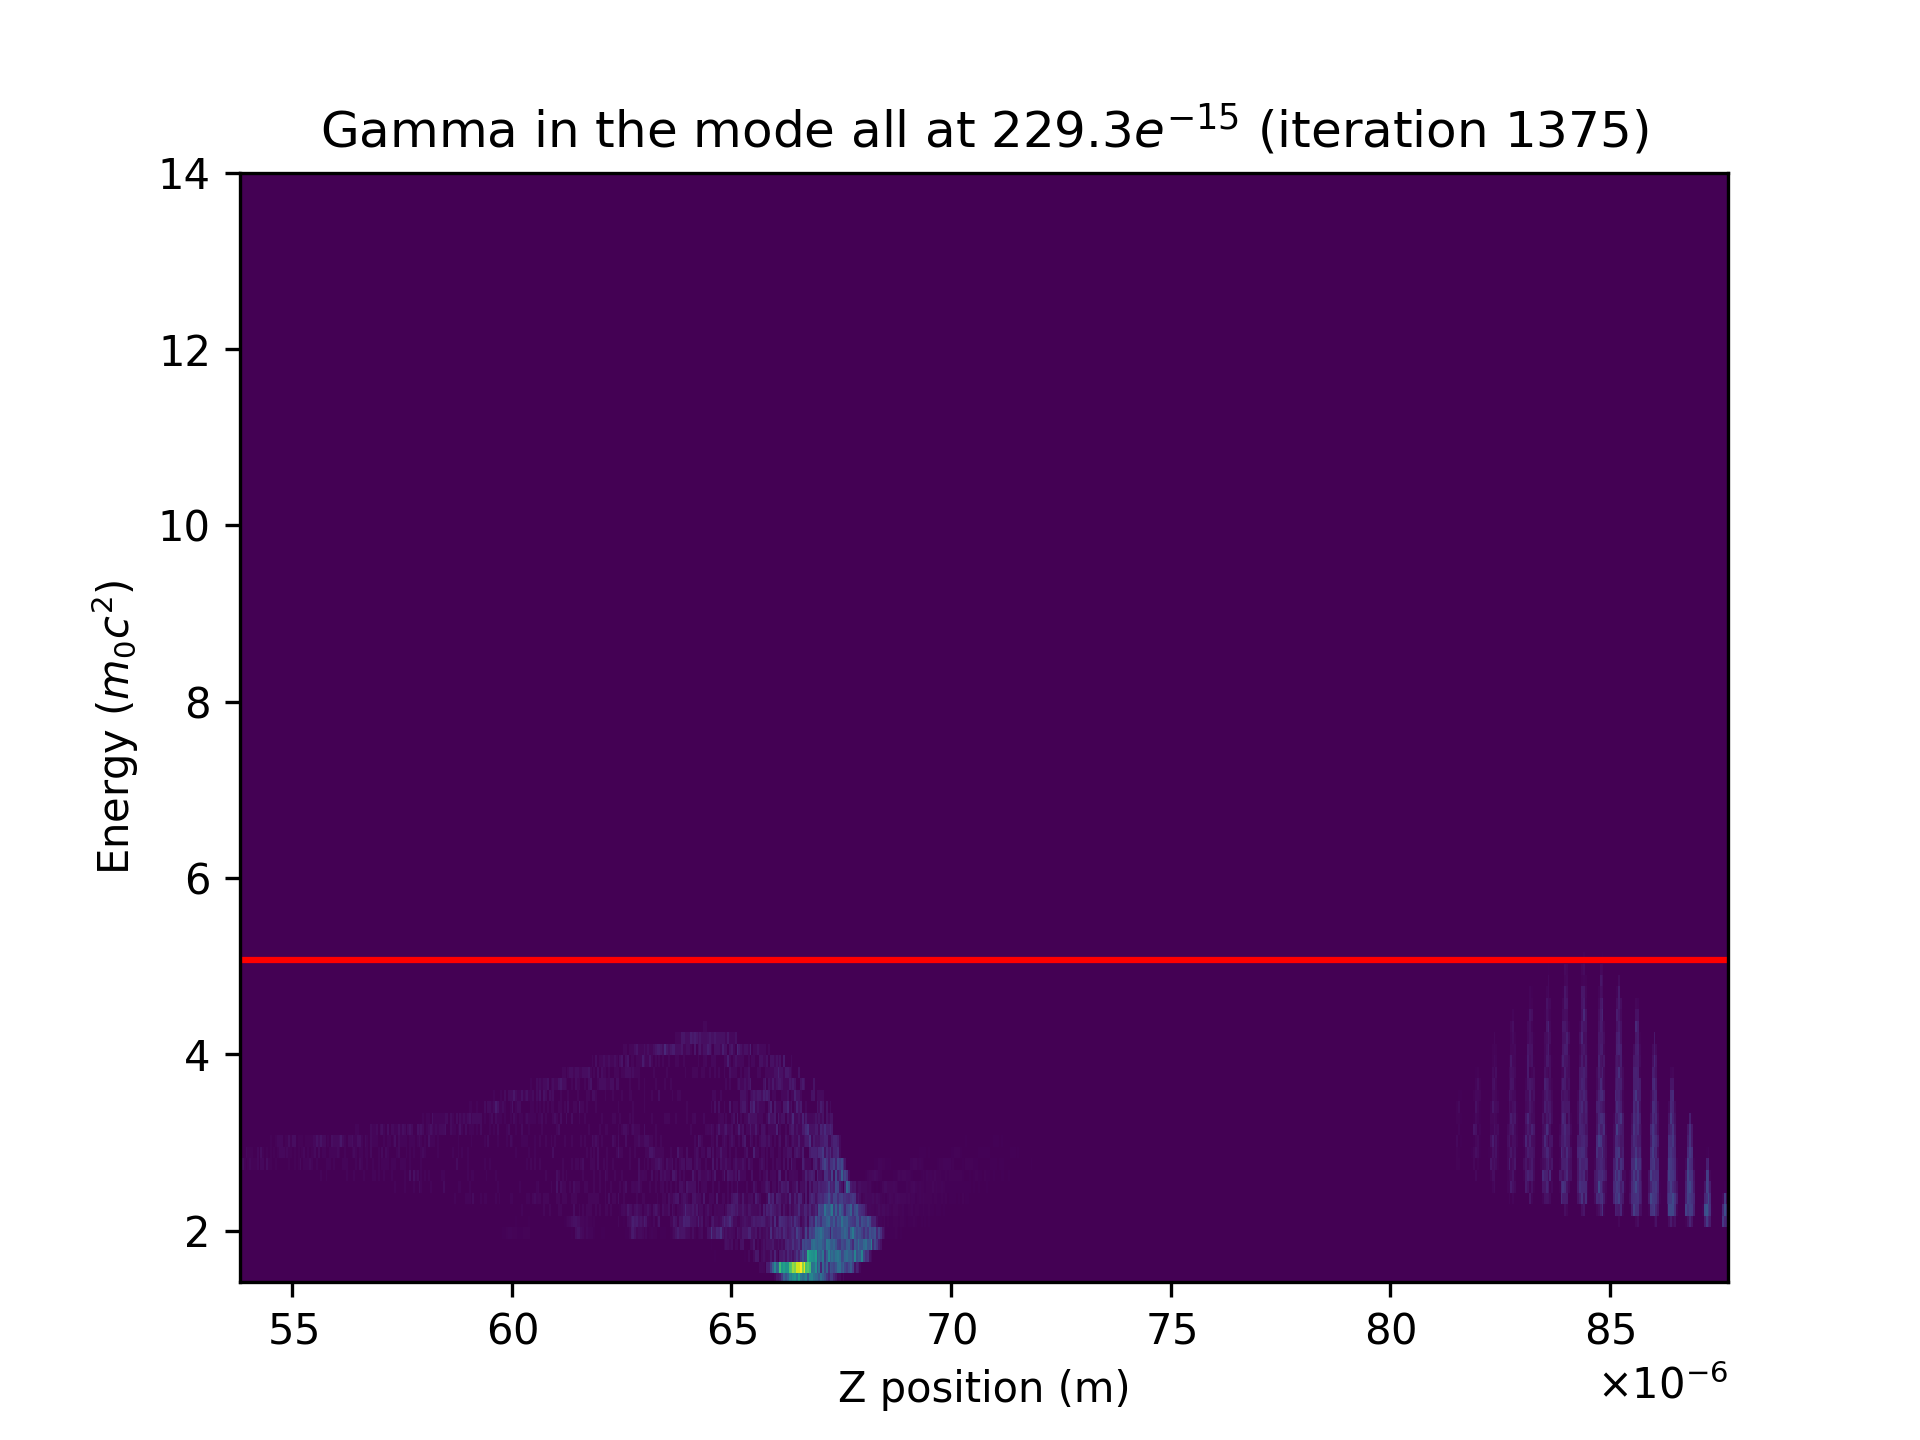 Gamma in the mode all at 229.3e⁻¹⁵ (iteration 1375)
14
12
10
8
6
4
2
Energy (m₀c²)
55 60 65 70 75 80 85
×10⁻⁶
Z position (m)